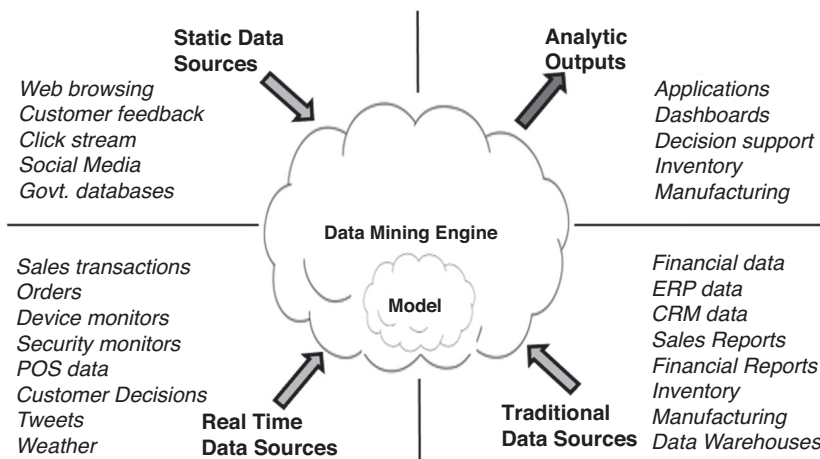 Static Data
Sources
Web browsing
Customer feedback
Click stream
Social Media
Govt. databases
Analytic
Outputs
Applications
Dashboards
Decision support
Inventory
Manufacturing
Data Mining Engine
Model
Sales transactions
Orders
Device monitors
Security monitors
POS data
Customer Decisions
Tweets
Weather
Real Time
Data Sources
Traditional
Data Sources
Financial data
ERP data
CRM data
Sales Reports
Financial Reports
Inventory
Manufacturing
Data Warehouses